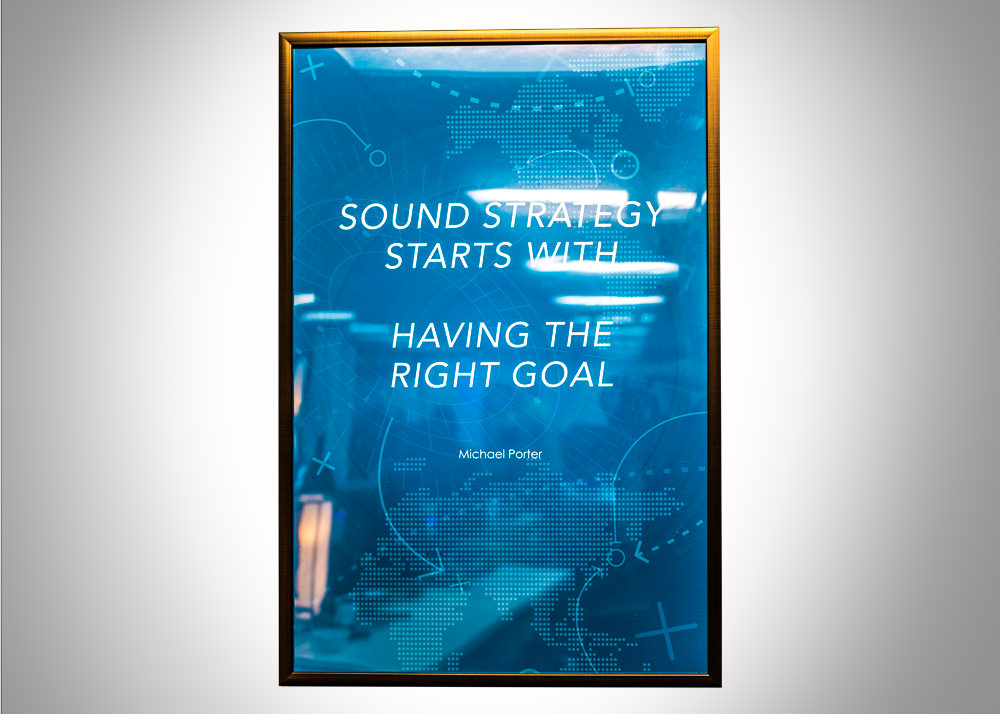 SOUND STRATEGY
STARTS WITH
HAVING THE
RIGHT GOAL
Michael Porter